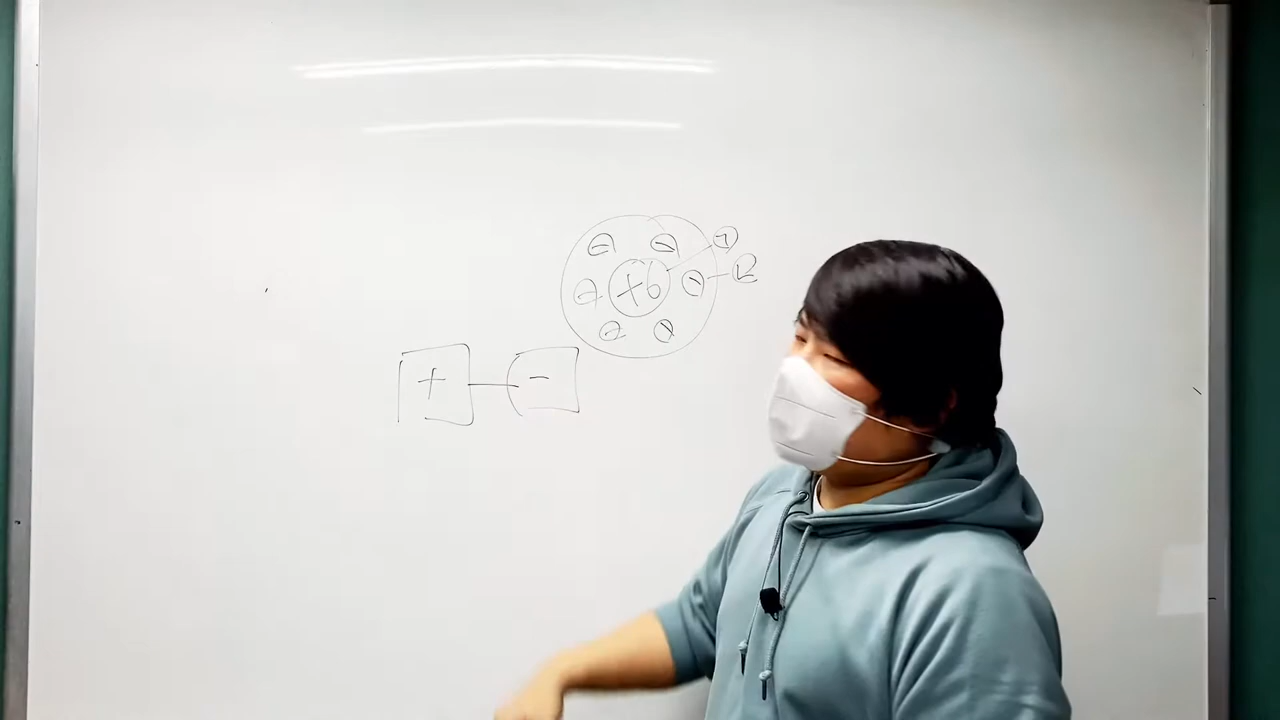 ㉠
+6
㉡
+ -